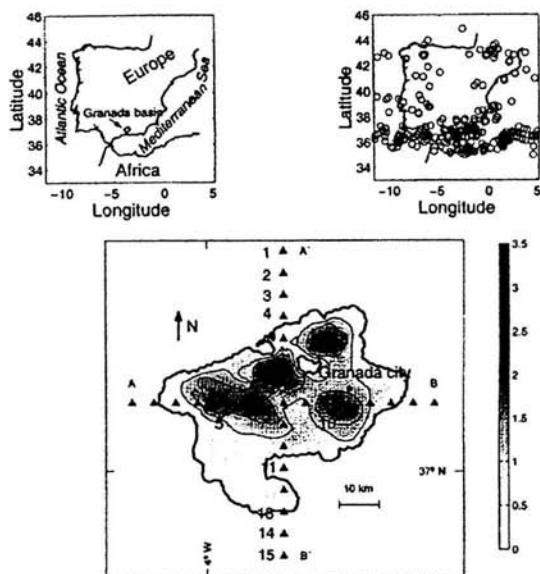 46
44
42
40
38
36
34
Latitude
Atlantic Ocean
Europe
Granada basin
Mediterranean Sea
Africa
-10
-5
0
5
Longitude
46
44
42
40
38
36
34
Latitude
-10
-5
0
5
Longitude
1
A´
2
3
4
N
Granada city
A
B
5
10
11
37° N
10 km
13
14
15
B´
4° W
3.5
3
2.5
2
1.5
1
0.5
0